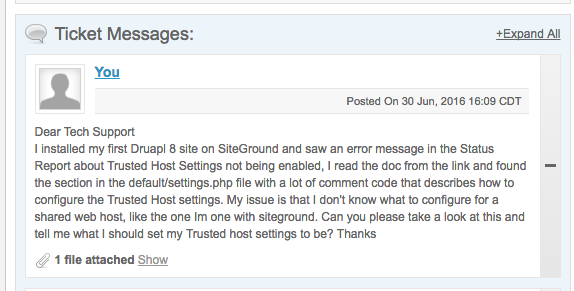 Ticket Messages:
+Expand All
You
Posted On 30 Jun, 2016 16:09 CDT
Dear Tech Support
I installed my first Druapl 8 site on SiteGround and saw an error message in the Status
Report about Trusted Host Settings not being enabled, I read the doc from the link and found
the section in the default/settings.php file with a lot of comment code that describes how to
configure the Trusted Host settings. My issue is that I don't know what to configure for a
shared web host, like the one Im one with siteground. Can you please take a look at this and
tell me what I should set my Trusted host settings to be? Thanks
1 file attached Show